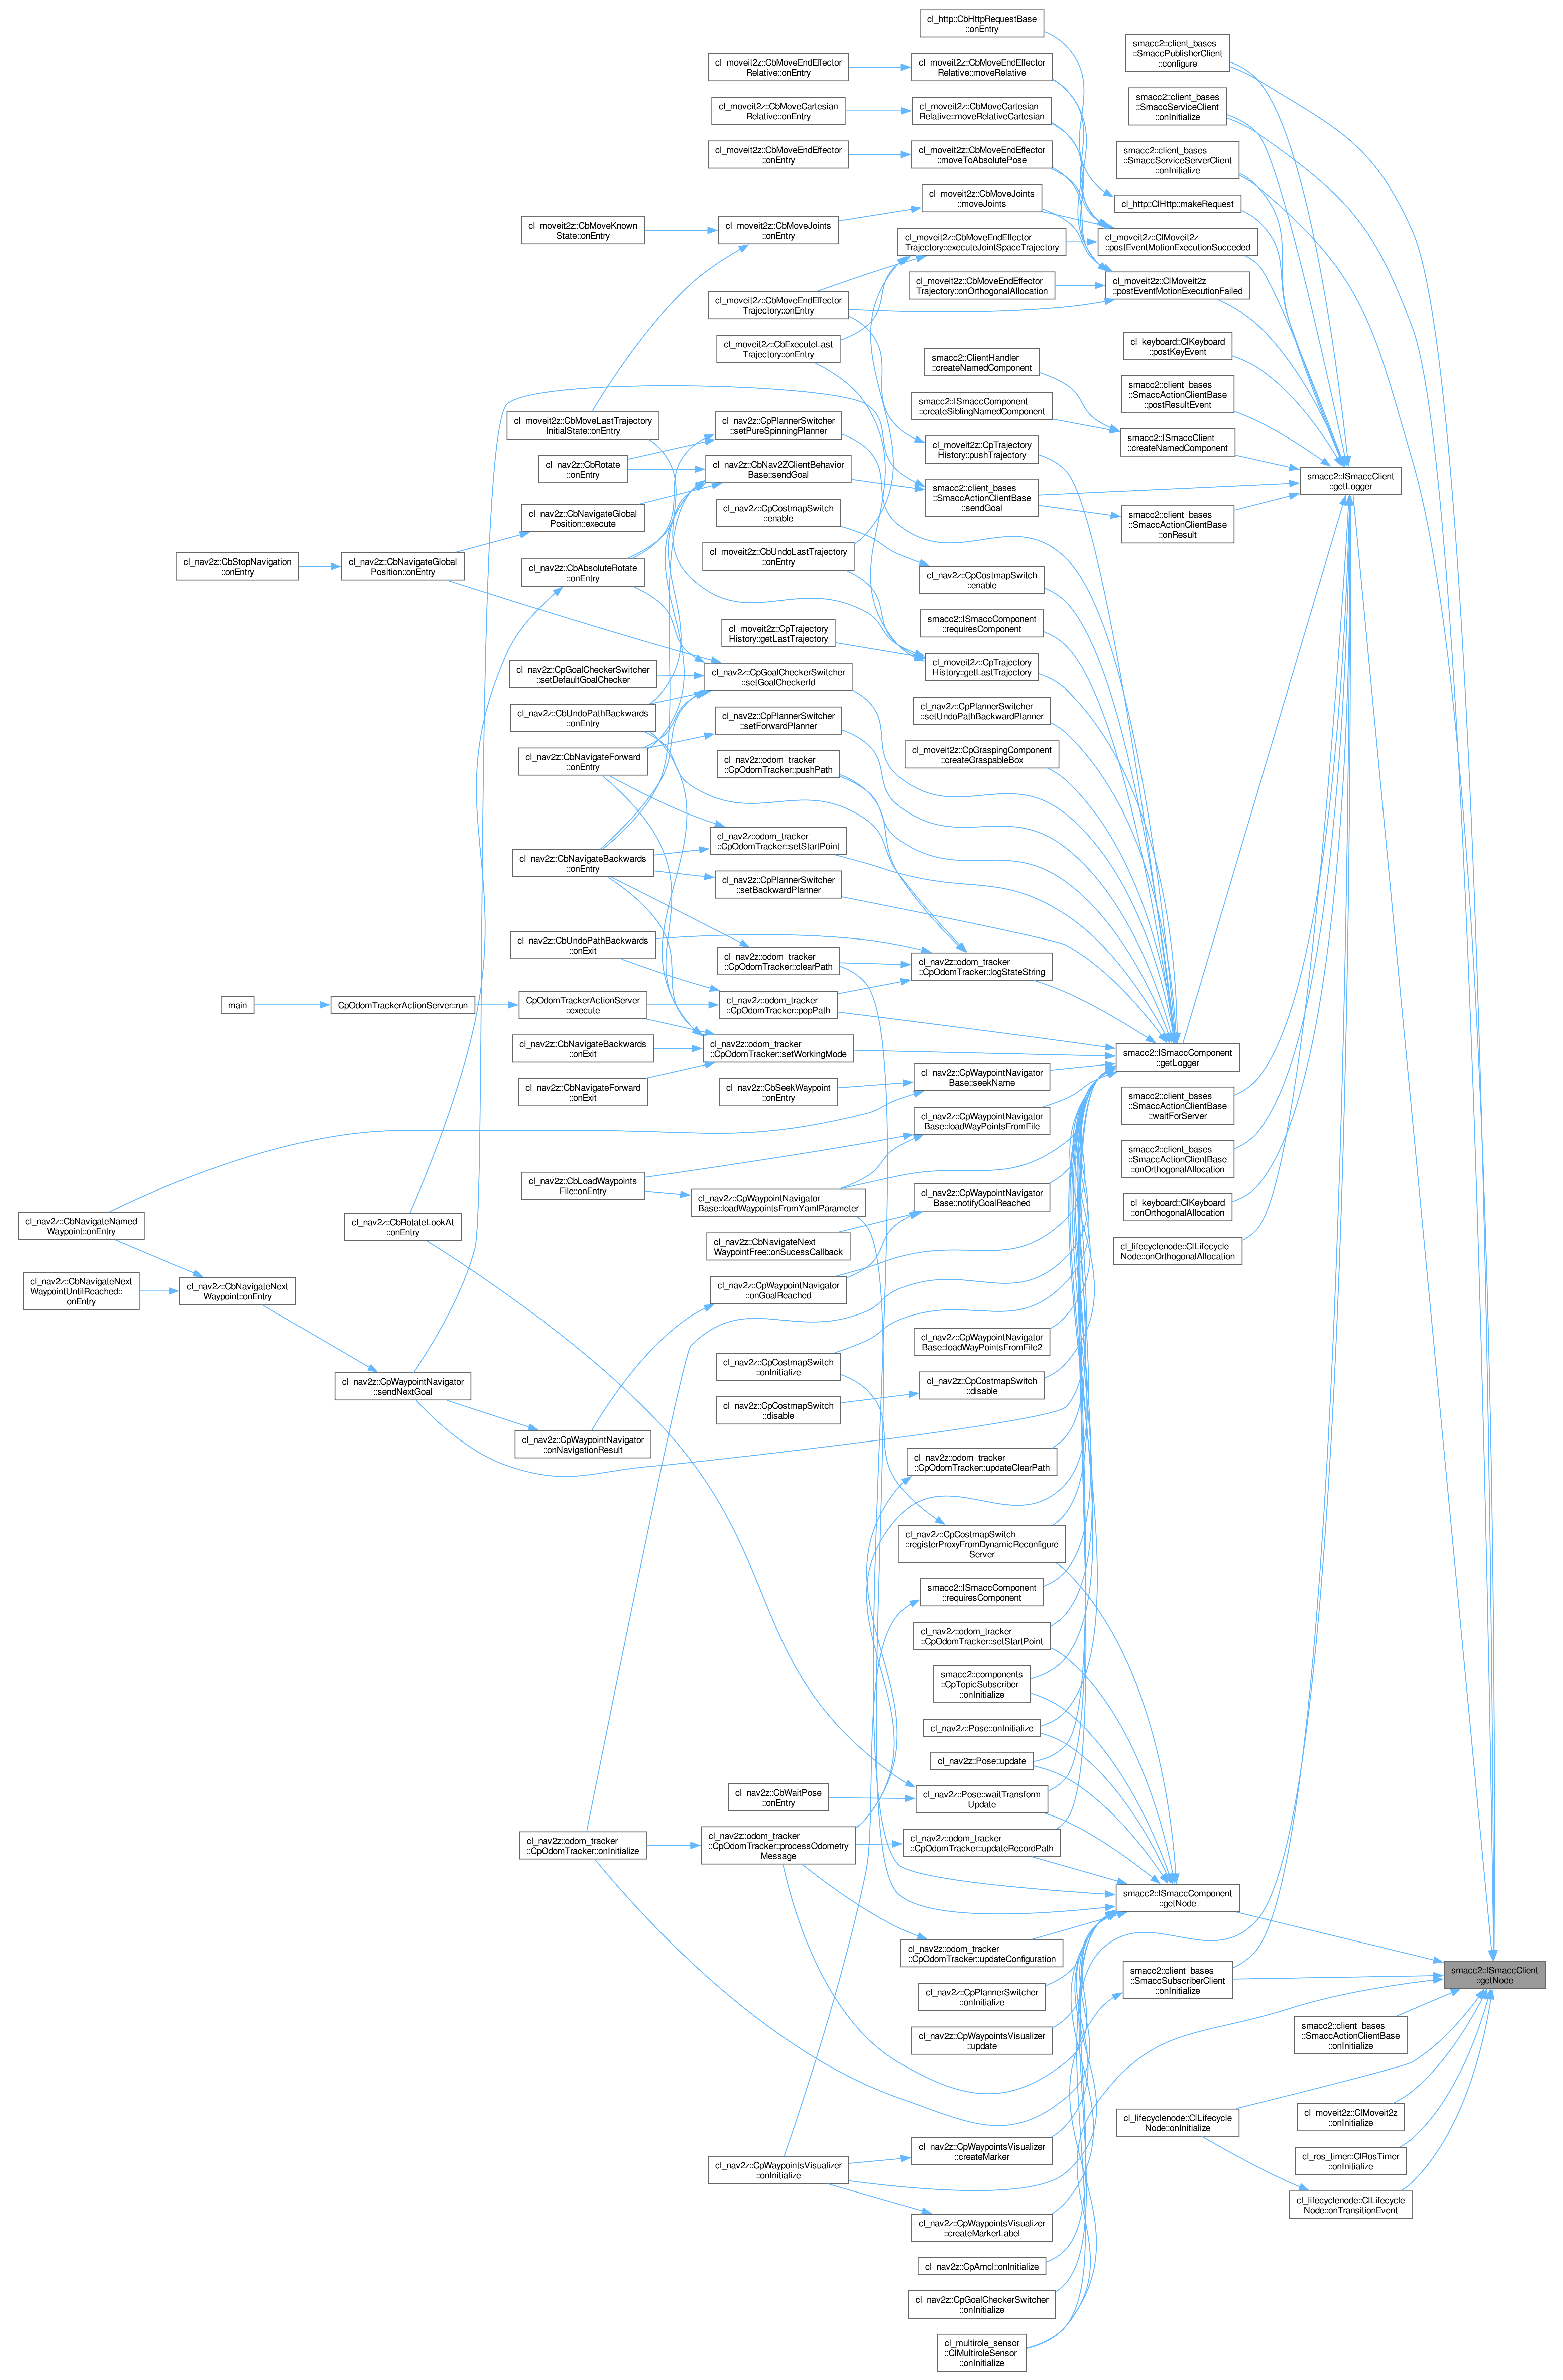 cl_http::CbHttpRequestBase
::onEntry
smacc2::client_bases
::SmaccPublisherClient
::configure
cl_moveit2z::CbMoveEndEffector
Relative::onEntry
cl_moveit2z::CbMoveEndEffector
Relative::moveRelative
smacc2::client_bases
::SmaccServiceClient
::onInitialize
cl_moveit2z::CbMoveCartesian
Relative::onEntry
cl_moveit2z::CbMoveCartesian
Relative::moveRelativeCartesian
cl_moveit2z::CbMoveEndEffector
::onEntry
cl_moveit2z::CbMoveEndEffector
::moveToAbsolutePose
smacc2::client_bases
::SmaccServiceServerClient
::onInitialize
cl_moveit2z::CbMoveJoints
::moveJoints
cl_http::ClHttp::makeRequest
cl_moveit2z::CbMoveKnown
State::onEntry
cl_moveit2z::CbMoveJoints
::onEntry
cl_moveit2z::CbMoveEndEffector
Trajectory::executeJointSpaceTrajectory
cl_moveit2z::ClMoveit2z
::postEventMotionExecutionSucceded
cl_moveit2z::CbMoveEndEffector
Trajectory::onOrthogonalAllocation
cl_moveit2z::ClMoveit2z
::postEventMotionExecutionFailed
cl_moveit2z::CbMoveEndEffector
Trajectory::onEntry
cl_moveit2z::CbExecuteLast
Trajectory::onEntry
cl_keyboard::ClKeyboard
::postKeyEvent
smacc2::ClientHandler
::createNamedComponent
smacc2::client_bases
::SmaccActionClientBase
::postResultEvent
smacc2::ISmaccComponent
::createSiblingNamedComponent
cl_moveit2z::CbMoveLastTrajectory
InitialState::onEntry
cl_nav2z::CpPlannerSwitcher
::setPureSpinningPlanner
cl_moveit2z::CpTrajectory
History::pushTrajectory
smacc2::ISmaccClient
::createNamedComponent
cl_nav2z::CbRotate
::onEntry
cl_nav2z::CbNav2ZClientBehavior
Base::sendGoal
smacc2::client_bases
::SmaccActionClientBase
::sendGoal
smacc2::ISmaccClient
::getLogger
cl_nav2z::CbNavigateGlobal
Position::execute
cl_nav2z::CpCostmapSwitch
::enable
smacc2::client_bases
::SmaccActionClientBase
::onResult
cl_nav2z::CbStopNavigation
::onEntry
cl_nav2z::CbNavigateGlobal
Position::onEntry
cl_nav2z::CbAbsoluteRotate
::onEntry
cl_moveit2z::CbUndoLastTrajectory
::onEntry
cl_nav2z::CpCostmapSwitch
::enable
smacc2::ISmaccComponent
::requiresComponent
cl_moveit2z::CpTrajectory
History::getLastTrajectory
cl_moveit2z::CpTrajectory
History::getLastTrajectory
cl_nav2z::CpGoalCheckerSwitcher
::setDefaultGoalChecker
cl_nav2z::CpGoalCheckerSwitcher
::setGoalCheckerId
cl_nav2z::CpPlannerSwitcher
::setUndoPathBackwardPlanner
cl_nav2z::CbUndoPathBackwards
::onEntry
cl_nav2z::CpPlannerSwitcher
::setForwardPlanner
cl_moveit2z::CpGraspingComponent
::createGraspableBox
cl_nav2z::CbNavigateForward
::onEntry
cl_nav2z::odom_tracker
::CpOdomTracker::pushPath
cl_nav2z::odom_tracker
::CpOdomTracker::setStartPoint
cl_nav2z::CbNavigateBackwards
::onEntry
cl_nav2z::CpPlannerSwitcher
::setBackwardPlanner
cl_nav2z::CbUndoPathBackwards
::onExit
cl_nav2z::odom_tracker
::CpOdomTracker::clearPath
cl_nav2z::odom_tracker
::CpOdomTracker::logStateString
main
CpOdomTrackerActionServer::run
CpOdomTrackerActionServer
::execute
cl_nav2z::odom_tracker
::CpOdomTracker::popPath
cl_nav2z::CbNavigateBackwards
::onExit
cl_nav2z::odom_tracker
::CpOdomTracker::setWorkingMode
smacc2::ISmaccComponent
::getLogger
cl_nav2z::CbNavigateForward
::onExit
cl_nav2z::CbSeekWaypoint
::onEntry
cl_nav2z::CpWaypointNavigator
Base::seekName
smacc2::client_bases
::SmaccActionClientBase
::waitForServer
cl_nav2z::CpWaypointNavigator
Base::loadWayPointsFromFile
smacc2::client_bases
::SmaccActionClientBase
::onOrthogonalAllocation
cl_nav2z::CbLoadWaypoints
File::onEntry
cl_nav2z::CpWaypointNavigator
Base::loadWaypointsFromYamlParameter
cl_nav2z::CpWaypointNavigator
Base::notifyGoalReached
cl_keyboard::ClKeyboard
::onOrthogonalAllocation
cl_nav2z::CbNavigateNamed
Waypoint::onEntry
cl_nav2z::CbRotateLookAt
::onEntry
cl_nav2z::CbNavigateNext
WaypointFree::onSucessCallback
cl_lifecyclenode::ClLifecycle
Node::onOrthogonalAllocation
cl_nav2z::CbNavigateNext
WaypointUntilReached::
onEntry
cl_nav2z::CbNavigateNext
Waypoint::onEntry
cl_nav2z::CpWaypointNavigator
::onGoalReached
cl_nav2z::CpWaypointNavigator
Base::loadWayPointsFromFile2
cl_nav2z::CpCostmapSwitch
::onInitialize
cl_nav2z::CpWaypointNavigator
::sendNextGoal
cl_nav2z::CpCostmapSwitch
::disable
cl_nav2z::CpCostmapSwitch
::disable
cl_nav2z::CpWaypointNavigator
::onNavigationResult
cl_nav2z::odom_tracker
::CpOdomTracker::updateClearPath
cl_nav2z::CpCostmapSwitch
::registerProxyFromDynamicReconfigure
Server
smacc2::ISmaccComponent
::requiresComponent
cl_nav2z::odom_tracker
::CpOdomTracker::setStartPoint
smacc2::components
::CpTopicSubscriber
::onInitialize
cl_nav2z::Pose::onInitialize
cl_nav2z::Pose::update
cl_nav2z::CbWaitPose
::onEntry
cl_nav2z::Pose::waitTransform
Update
cl_nav2z::odom_tracker
::CpOdomTracker::onInitialize
cl_nav2z::odom_tracker
::CpOdomTracker::processOdometry
Message
cl_nav2z::odom_tracker
::CpOdomTracker::updateRecordPath
smacc2::ISmaccComponent
::getNode
cl_nav2z::odom_tracker
::CpOdomTracker::updateConfiguration
smacc2::client_bases
::SmaccSubscriberClient
::onInitialize
smacc2::ISmaccClient
::getNode
cl_nav2z::CpPlannerSwitcher
::onInitialize
cl_nav2z::CpWaypointsVisualizer
::update
smacc2::client_bases
::SmaccActionClientBase
::onInitialize
cl_lifecyclenode::ClLifecycle
Node::onInitialize
cl_moveit2z::ClMoveit2z
::onInitialize
cl_nav2z::CpWaypointsVisualizer
::onInitialize
cl_nav2z::CpWaypointsVisualizer
::createMarker
cl_ros_timer::ClRosTimer
::onInitialize
cl_lifecyclenode::ClLifecycle
Node::onTransitionEvent
cl_nav2z::CpWaypointsVisualizer
::createMarkerLabel
cl_nav2z::CpAmcl::onInitialize
cl_nav2z::CpGoalCheckerSwitcher
::onInitialize
cl_multirole_sensor
::ClMultiroleSensor
::onInitialize